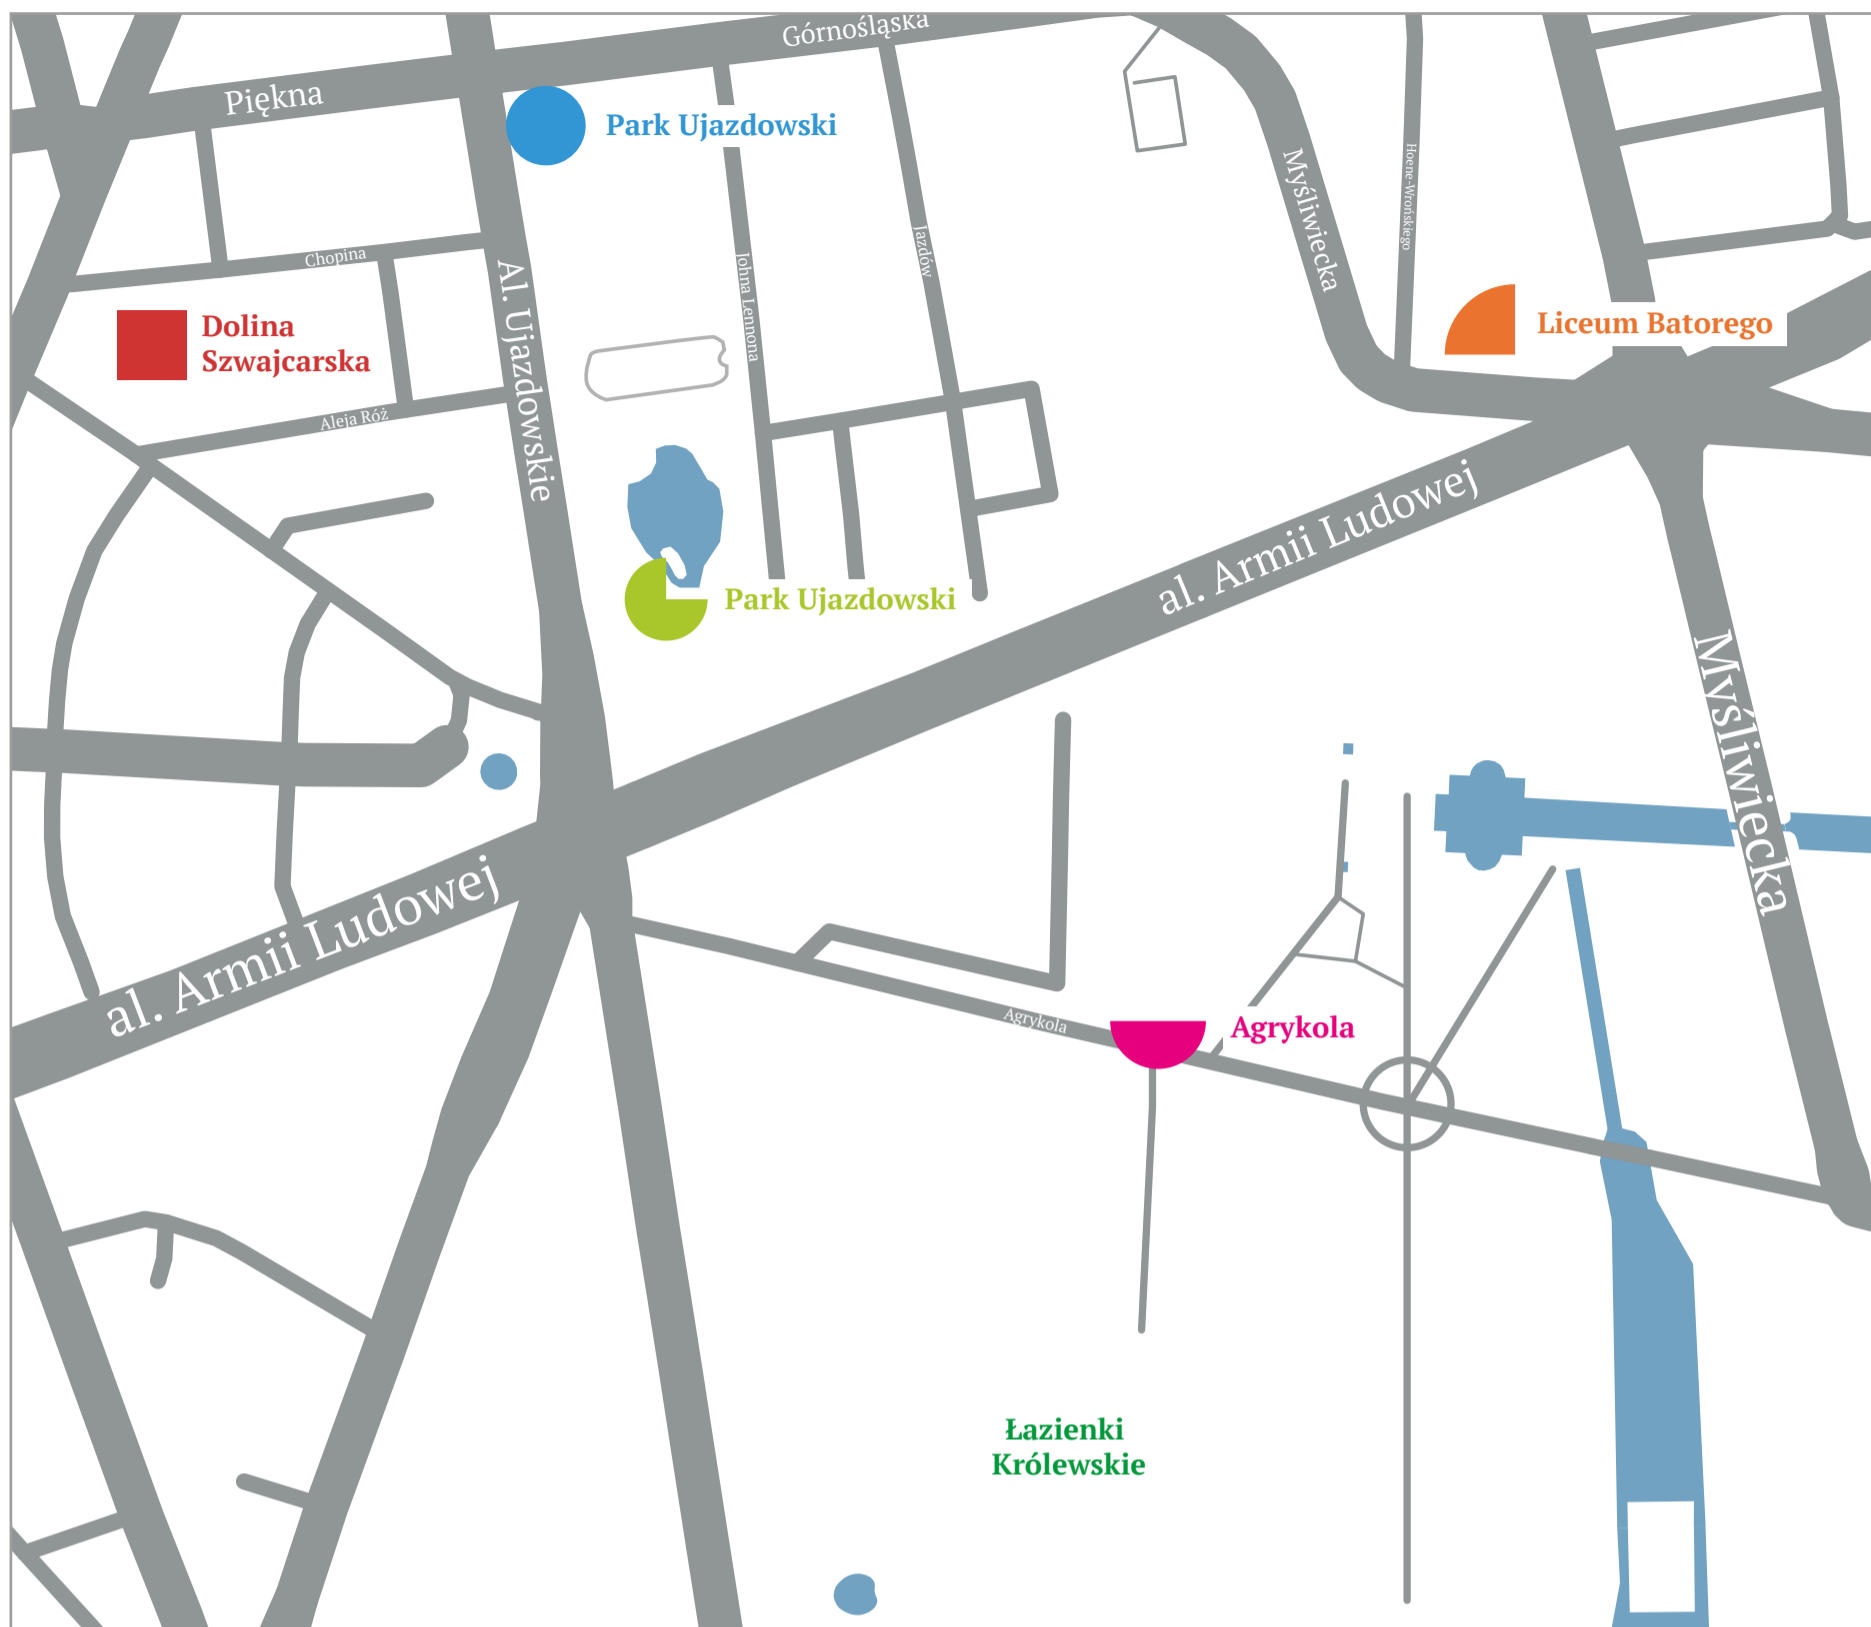 Górnośląska
Piękna
Park Ujazdowski
Myśliwecka
Hoene-Wrońskiego
Jazdów
Johna Lennona
Chopina
Al. Ujazdowskie
Dolina
Szwajcarska
Liceum Batorego
Aleja Róż
al. Armii Ludowej
Park Ujazdowski
Myśliwiecka
al. Armii Ludowej
Agrykola
Agrykola
Łazienki
Królewskie